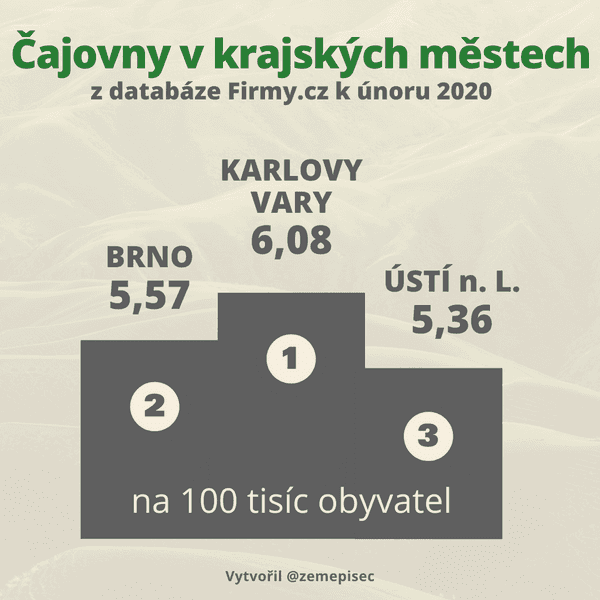 Čajovny v krajských městech
z databáze Firmy.cz k únoru 2020
KARLOVY
VARY
6,08
BRNO
5,57
ÚSTÍ n. L.
5,36
1
2
3
na 100 tisíc obyvatel
Vytvořil @zemepisec